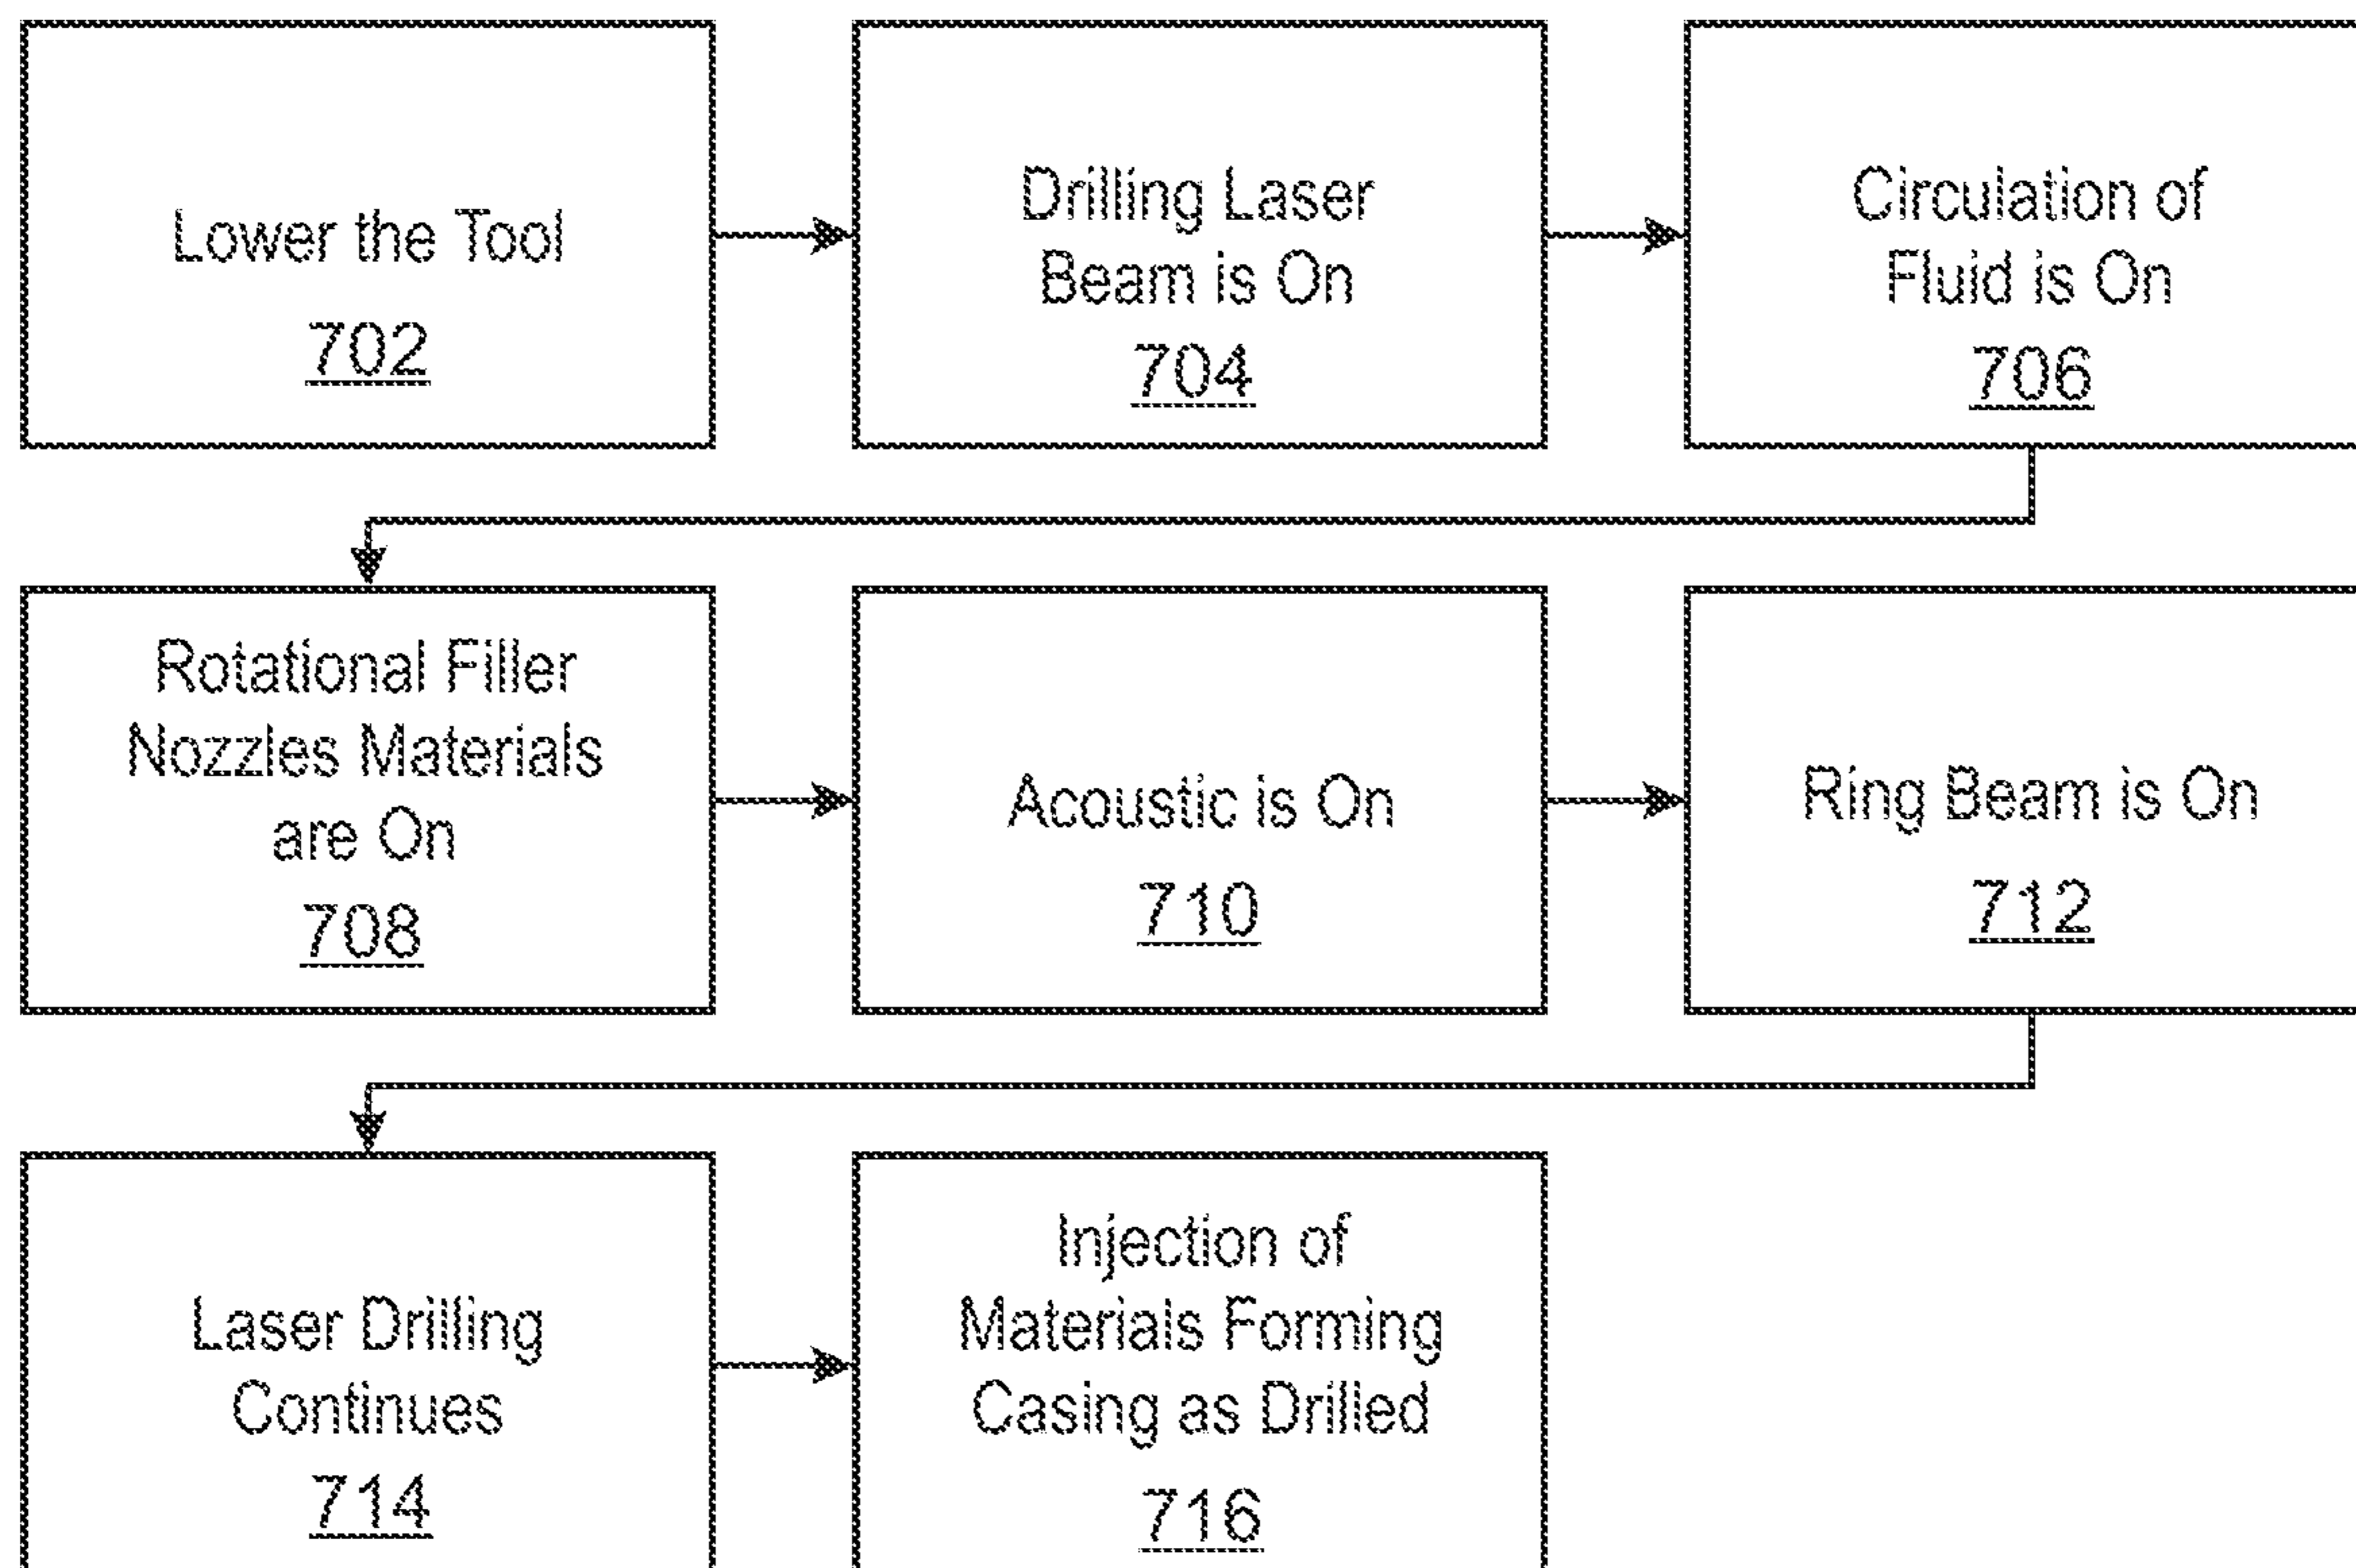 Lower the Tool
702
Drilling Laser
Beam is On
704
Circulation of
Fluid is On
706
Rotational Filler
Nozzles Materials
are On
708
Acoustic is On
710
Ring Beam is On
712
Laser Drilling
Continues
714
Injection of
Materials Forming
Casing as Drilled
716